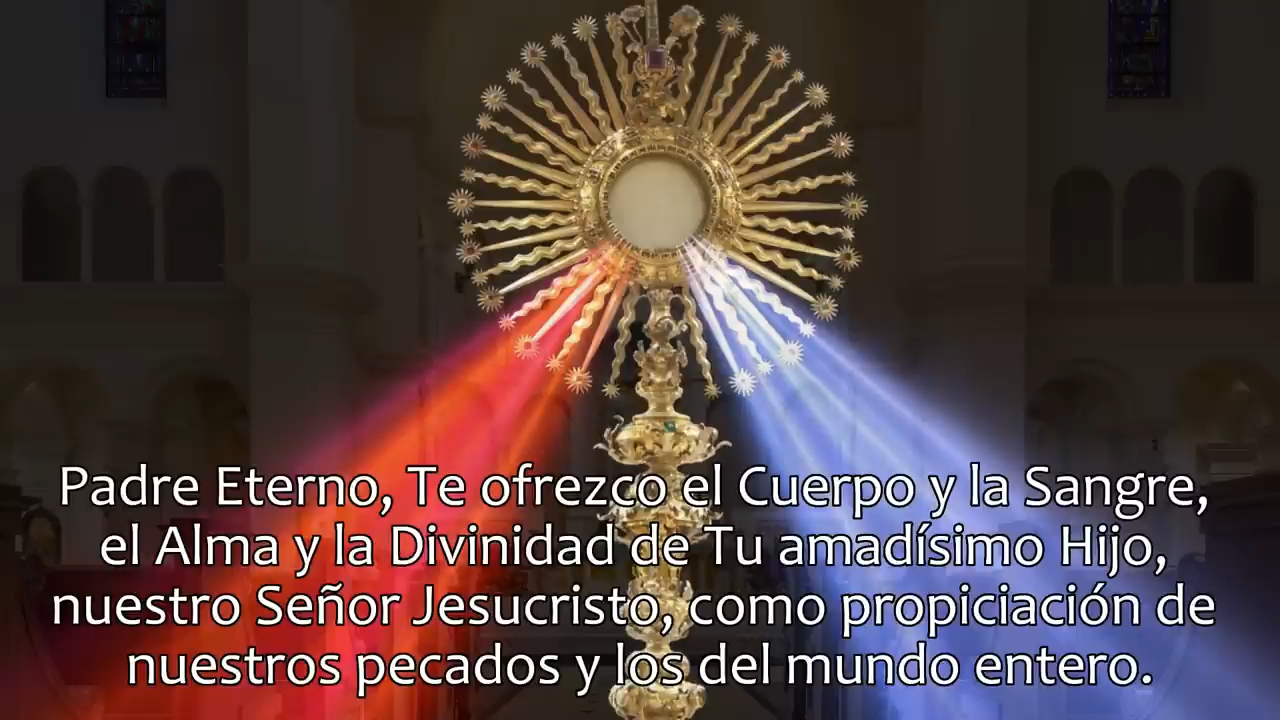 Padre Eterno, Te ofrezco el Cuerpo y la Sangre,
el Alma y la Divinidad de Tu amadísimo Hijo,
nuestro Señor Jesucristo, como propiciación de
nuestros pecados y los del mundo entero.